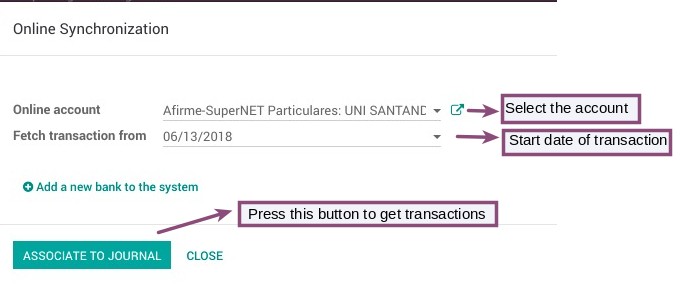 Online Synchronization
Online account Afirme-SuperNET Particulares: UNI SANTAND Select the account
Fetch transaction from 06/13/2018 Start date of transaction
Add a new bank to the system
Press this button to get transactions
ASSOCIATE TO JOURNAL CLOSE